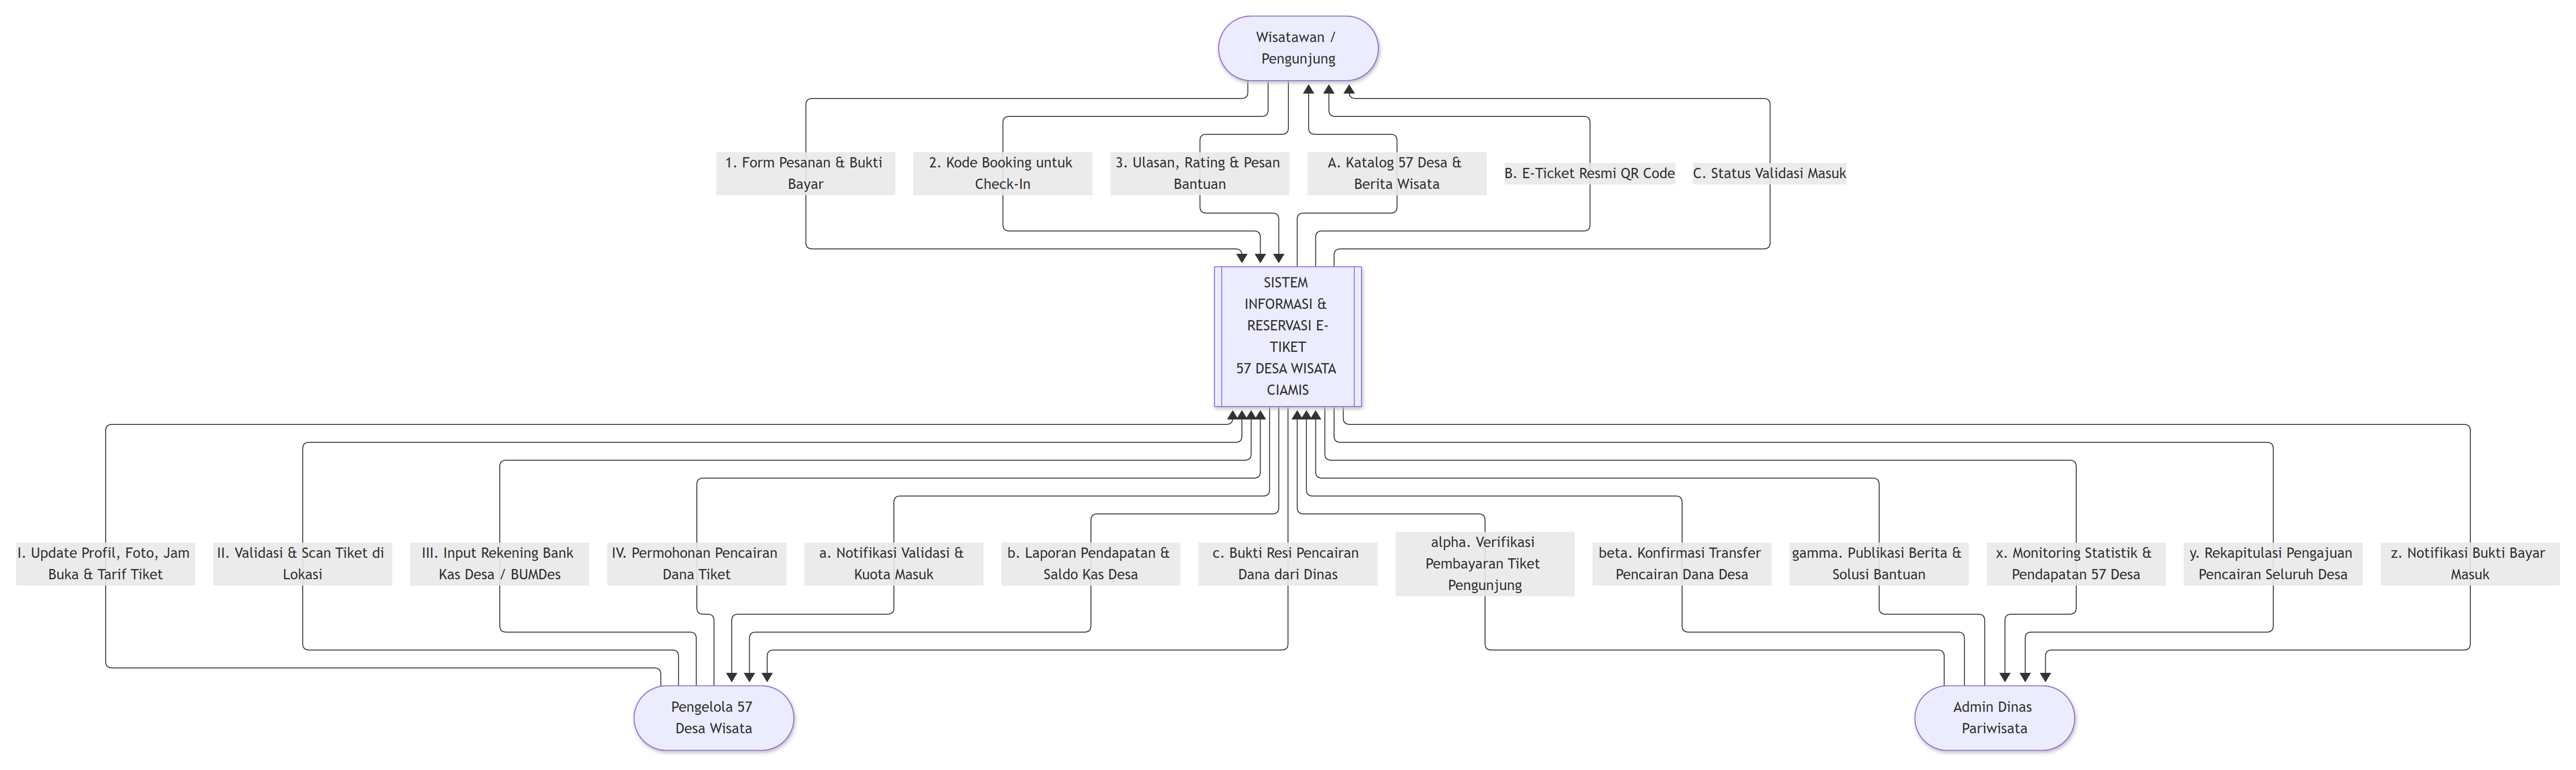 Wisatawan /
Pengunjung
1. Form Pesanan & Bukti
Bayar
2. Kode Booking untuk
Check-In
3. Ulasan, Rating & Pesan
Bantuan
A. Katalog 57 Desa &
Berita Wisata
B. E-Ticket Resmi QR Code
C. Status Validasi Masuk
SISTEM
INFORMASI &
RESERVASI E-
TIKET
57 DESA WISATA
CIAMIS
I. Update Profil, Foto, Jam
Buka & Tarif Tiket
II. Validasi & Scan Tiket di
Lokasi
III. Input Rekening Bank
Kas Desa / BUMDes
IV. Permohonan Pencairan
Dana Tiket
a. Notifikasi Validasi &
Kuota Masuk
b. Laporan Pendapatan &
Saldo Kas Desa
c. Bukti Resi Pencairan
Dana dari Dinas
alpha. Verifikasi
Pembayaran Tiket
Pengunjung
beta. Konfirmasi Transfer
Pencairan Dana Desa
gamma. Publikasi Berita &
Solusi Bantuan
x. Monitoring Statistik &
Pendapatan 57 Desa
y. Rekapitulasi Pengajuan
Pencairan Seluruh Desa
z. Notifikasi Bukti Bayar
Masuk
Pengelola 57
Desa Wisata
Admin Dinas
Pariwisata